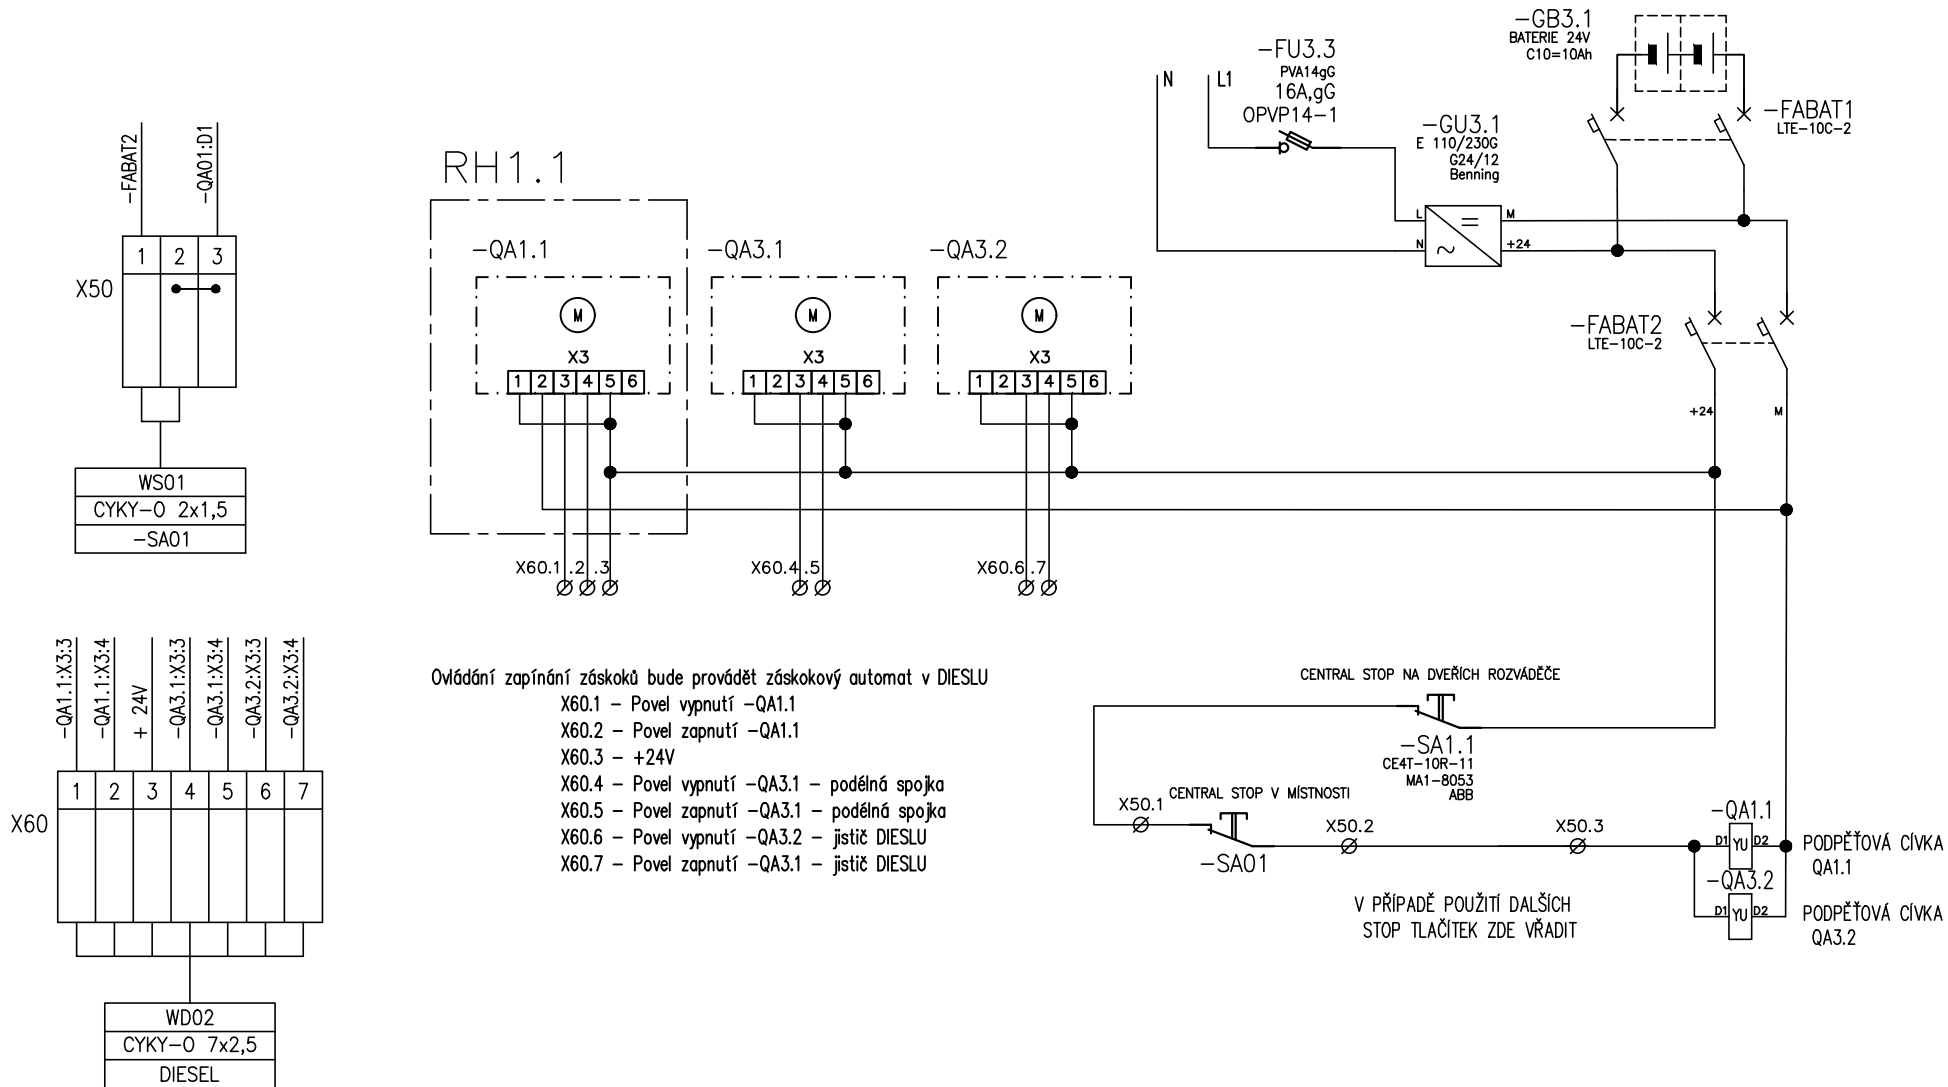 -FABAT2
-QA01:D1
1 2 3
X50
WS01
CYKY-O 2x1,5
-SA01
-QA1.1:X3:3
-QA1.1:X3:4
+ 24V
-QA3.1:X3:3
-QA3.1:X3:4
-QA3.2:X3:3
-QA3.2:X3:4
1 2 3 4 5 6 7
X60
WD02
CYKY-O 7x2,5
DIESEL
RH1.1
-QA1.1
M
X3
1 2 3 4 5 6
X60.1 .2 .3
-QA3.1
M
X3
1 2 3 4 5 6
X60.4 .5
-QA3.2
M
X3
1 2 3 4 5 6
X60.6 .7
Ovládání zapínání záskoků bude provádět záskokový automat v DIESLU
X60.1 - Povel vypnutí -QA1.1
X60.2 - Povel zapnutí -QA1.1
X60.3 - +24V
X60.4 - Povel vypnutí -QA3.1 - podélná spojka
X60.5 - Povel zapnutí -QA3.1 - podélná spojka
X60.6 - Povel vypnutí -QA3.2 - jistič DIESLU
X60.7 - Povel zapnutí -QA3.1 - jistič DIESLU
N
L1
-FU3.3
PVA14gG
16A,gG
OPVP14-1
-GU3.1
E 110/230G
G24/12
Benning
L
N
M
+24
-GB3.1
BATERIE 24V
C10=10Ah
-FABAT1
LTE-10C-2
-FABAT2
LTE-10C-2
+24
M
CENTRAL STOP NA DVEŘÍCH ROZVÁDĚČE
-SA1.1
CE4T-10R-11
MA1-8053
ABB
X50.1
CENTRAL STOP V MÍSTNOSTI
-SA01
X50.2
X50.3
V PŘÍPADĚ POUŽITÍ DALŠÍCH
STOP TLAČÍTEK ZDE VŘADIT
-QA1.1
D1 YU D2
PODPĚŤOVÁ CÍVKA
QA1.1
-QA3.2
D1 YU D2
PODPĚŤOVÁ CÍVKA
QA3.2